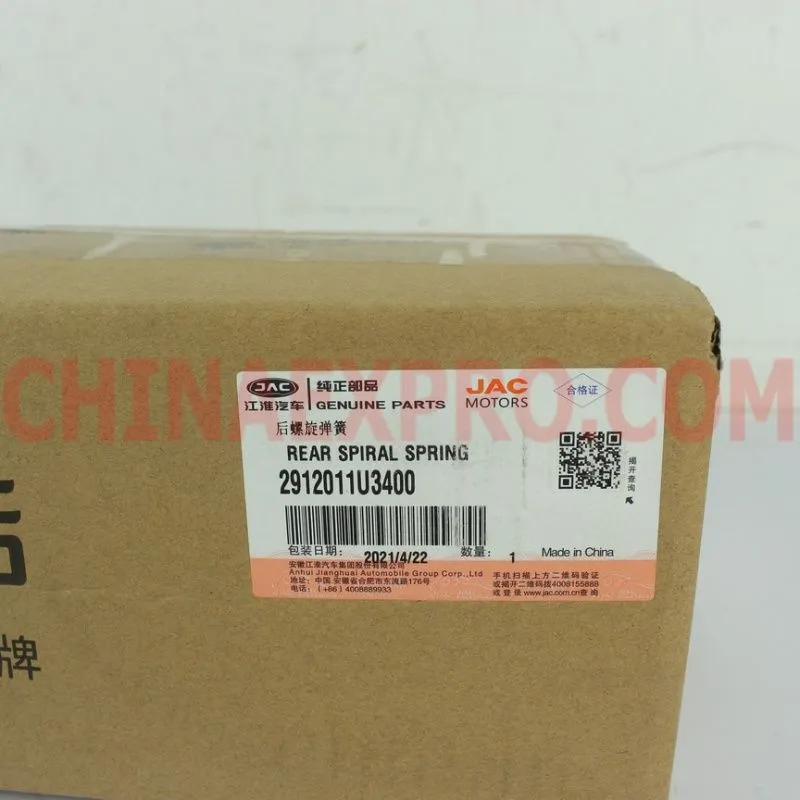 CHINAEXPRO.COM
JAC
江淮汽车
纯正部品
GENUINE PARTS
JAC
MOTORS
合格证
后螺旋弹簧
REAR SPIRAL SPRING
2912011U3400
揭开查询
包装日期: 2021/4/22 数量: 1 Made in China
安徽江淮汽车集团股份有限公司
Anhui Jianghuai Automobile Group Corp.,Ltd
地址: 中国.安徽省合肥市东流路176号
电话: (+86) 4008889933
手机扫描上方二维码验证
或揭开二维码拨4008155888
或登录www.jac.com.cn查询
牌